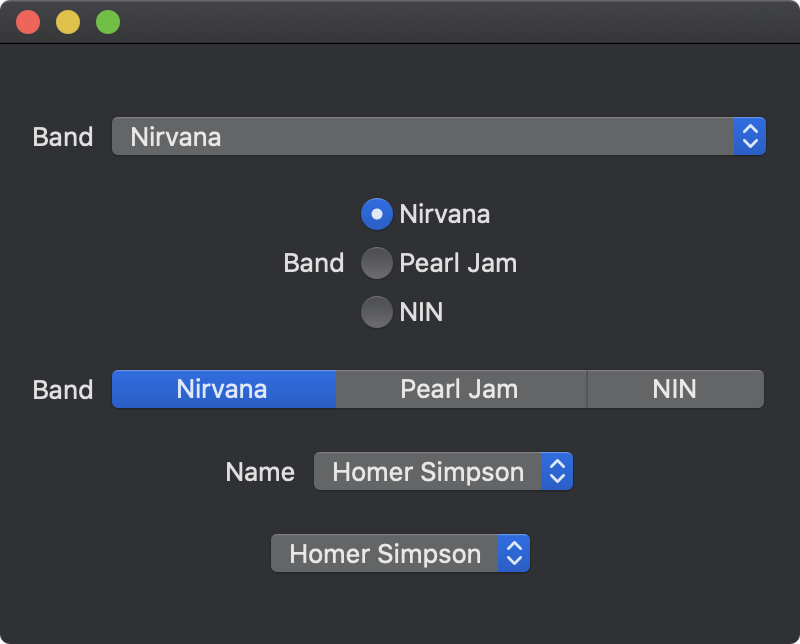 Band Nirvana
Nirvana
Band Pearl Jam
NIN
Band Nirvana Pearl Jam NIN
Name Homer Simpson
Homer Simpson